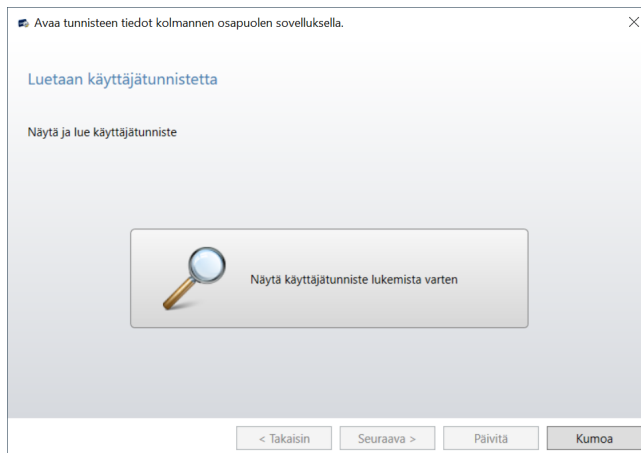 Avaa tunnisteen tiedot kolmannen osapuolen sovelluksella.
Luetaan käyttäjätunnistetta
Näytä ja lue käyttäjätunniste
Näytä käyttäjätunniste lukemista varten
< Takaisin
Seuraava >
Päivitä
Kumoa